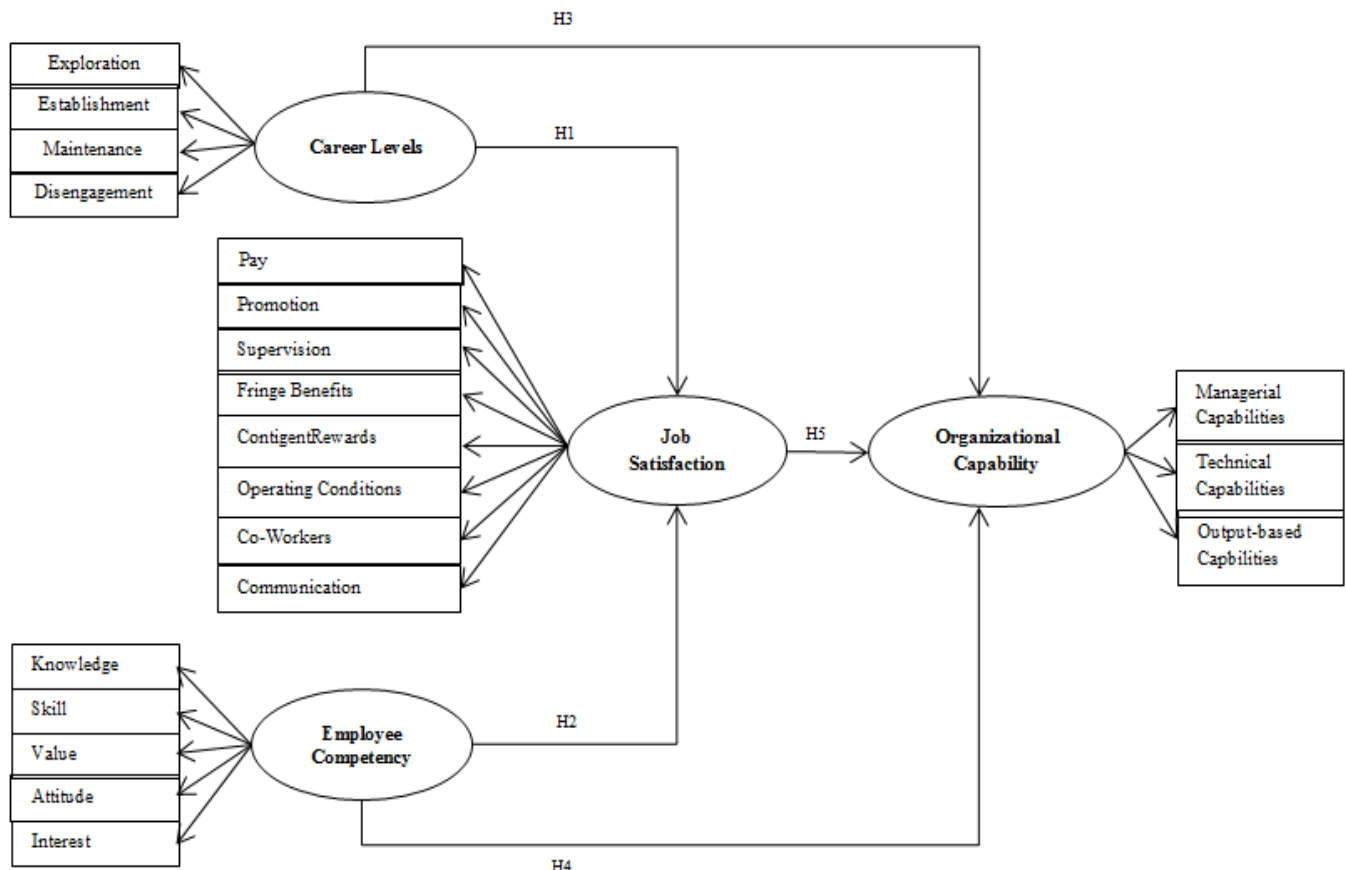 H3
Exploration
Establishment
Maintenance
Disengagement
Career Levels
H1
Pay
Promotion
Supervision
Fringe Benefits
ContigentRewards
Operating Conditions
Co-Workers
Communication
Job
Satisfaction
H5
Organizational
Capability
Managerial
Capabilities
Technical
Capabilities
Output-based
Capbilities
Knowledge
Skill
Value
Attitude
Interest
Employee
Competency
H2
H4